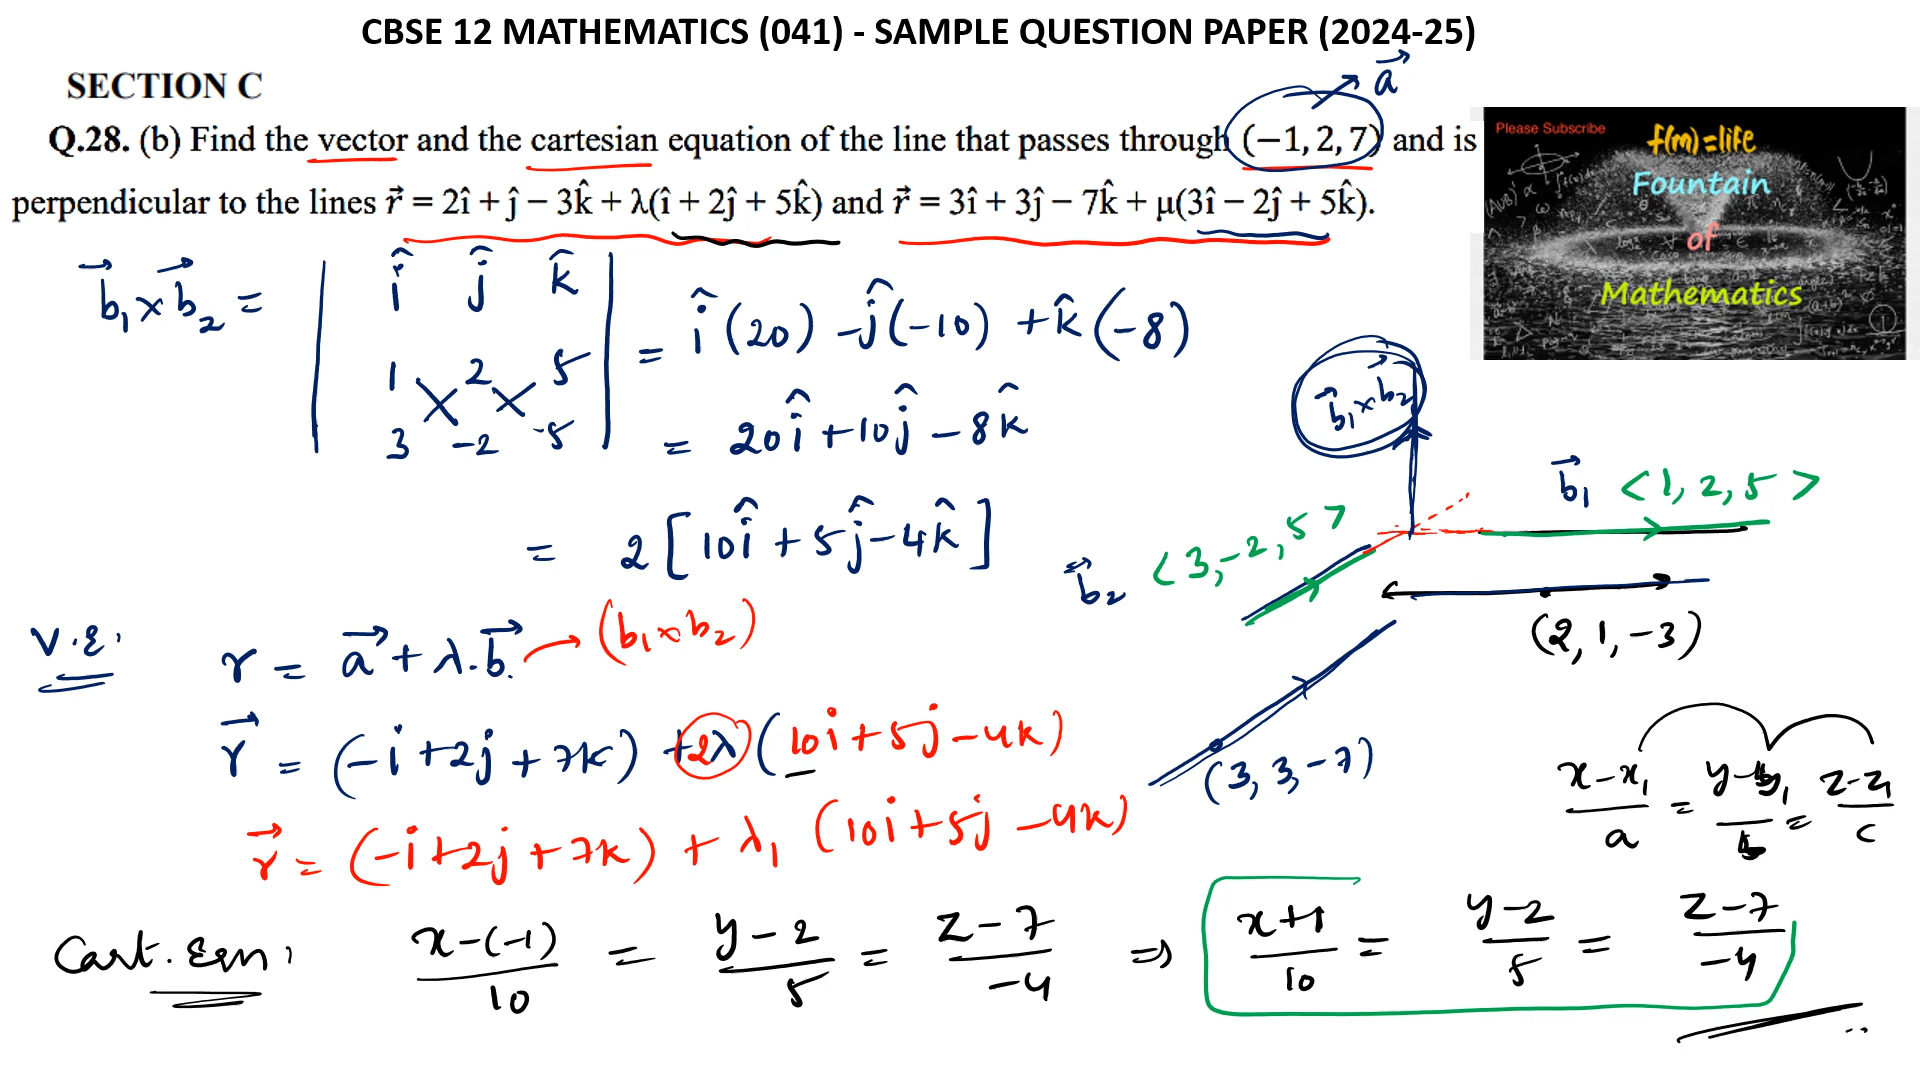 CBSE 12 MATHEMATICS (041) - SAMPLE QUESTION PAPER (2024-25)
SECTION C
a⃗
Q.28. (b) Find the vector and the cartesian equation of the line that passes through (−1, 2, 7) and is
perpendicular to the lines r⃗ = 2î + ĵ − 3k̂ + λ(î + 2ĵ + 5k̂) and r⃗ = 3î + 3ĵ − 7k̂ + μ(3î − 2ĵ + 5k̂).
Please Subscribe
f(m)=life
Fountain
of
Mathematics
b⃗₁ × b⃗₂ = | î ĵ k̂ |
1 2 5
3 -2 5
= î (20) − ĵ (−10) + k̂ (−8)
= 20î + 10ĵ − 8k̂
= 2 [10î + 5ĵ − 4k̂]
b⃗₁ × b⃗₂
b⃗₁ <1, 2, 5>
b⃗₂ <3, −2, 5>
(2, 1, −3)
(3, 3, −7)
V.E.
r = a⃗ + λ.b⃗. → (b₁ × b₂)
r⃗ = (−i + 2j + 7k) + 2λ (10i + 5j − 4k)
r⃗ = (−i + 2j + 7k) + λ₁ (10i + 5j − 4k)
x−x₁/a = y−y₁/b = z−z₁/c
Cart. Eqn: x−(−1)/10 = y−2/5 = z−7/−4 ⇒ x+1/10 = y−2/5 = z−7/−4